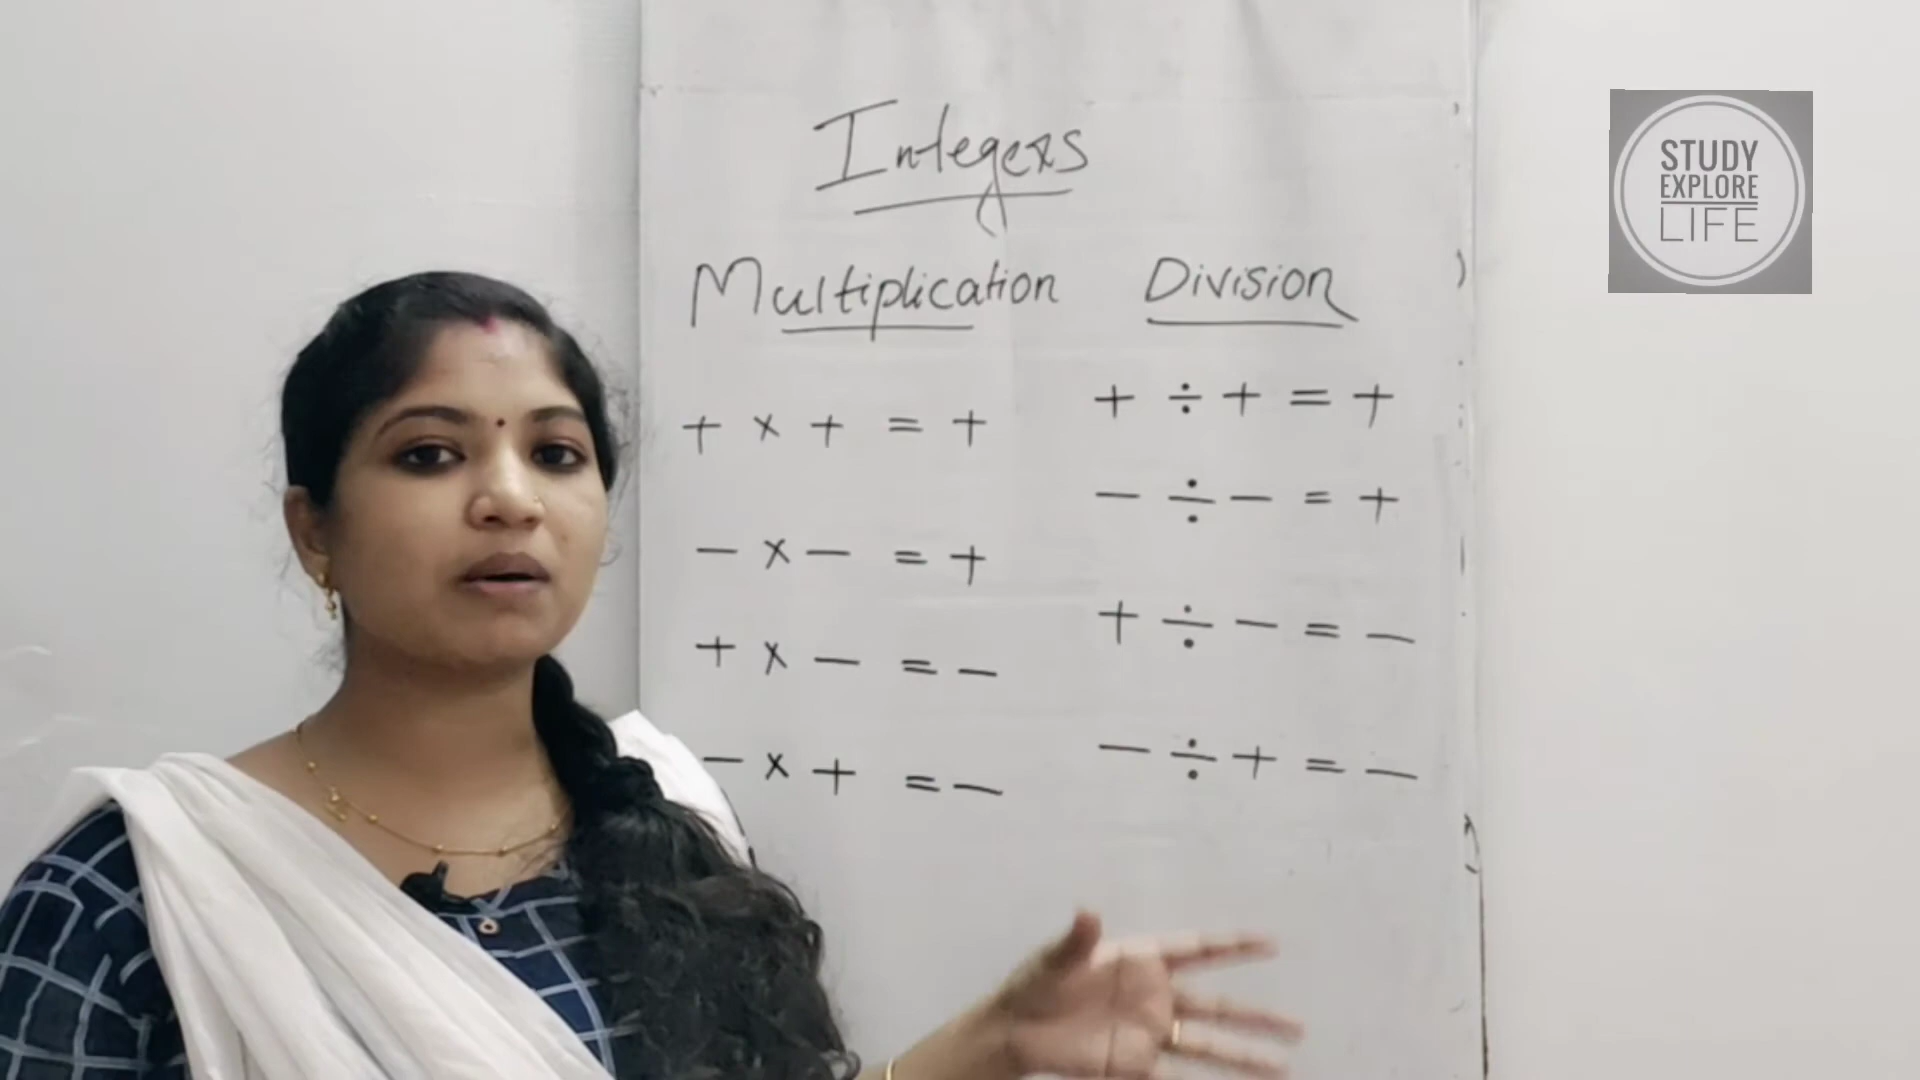 Integers
Multiplication
+ × + = +
− × − = +
+ × − = −
− × + = −
Division
+ ÷ + = +
− ÷ − = +
+ ÷ − = −
− ÷ + = −
STUDY
EXPLORE
LIFE